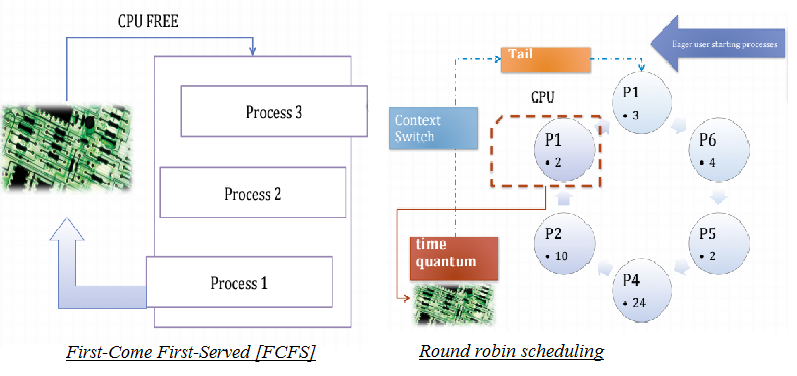 CPU FREE
Process 3
Process 2
Process 1
First-Come First-Served [FCFS]
Eager user starting processes
Tail
CPU
Context
Switch
P1
• 3
P1
• 2
P6
• 4
P2
• 10
P5
• 2
P4
• 24
time
quantum
Round robin scheduling